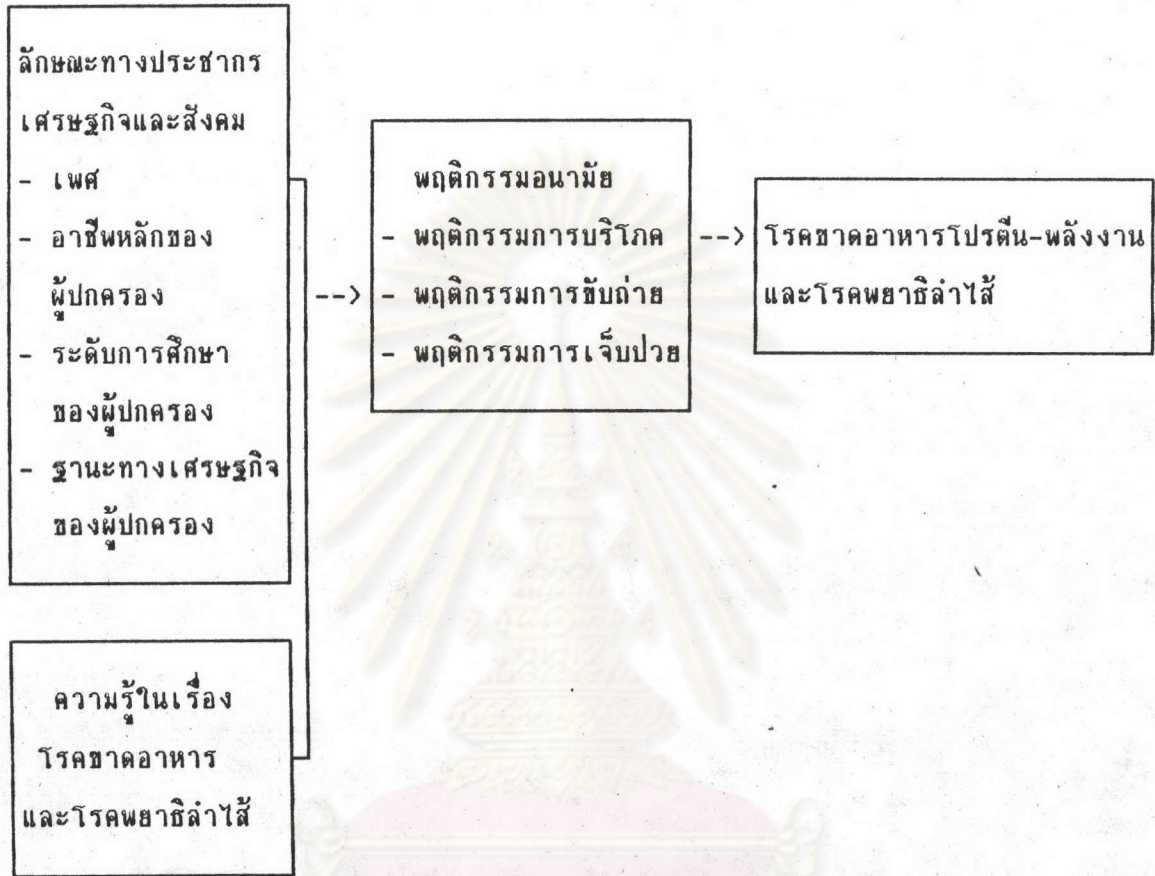 ลักษณะทางประชากร
เศรษฐกิจและสังคม
- เพศ
- อาชีพหลักของ
ผู้ปกครอง
- ระดับการศึกษา
ของผู้ปกครอง
- ฐานะทางเศรษฐกิจ
ของผู้ปกครอง
ความรู้ในเรื่อง
โรคขาดอาหาร
และโรคพยาธิลำไส้
-->
พฤติกรรมอนามัย
- พฤติกรรมการบริโภค
- พฤติกรรมการขับถ่าย
- พฤติกรรมการเจ็บป่วย
-->
โรคขาดอาหารโปรตีน-พลังงาน
และโรคพยาธิลำไส้